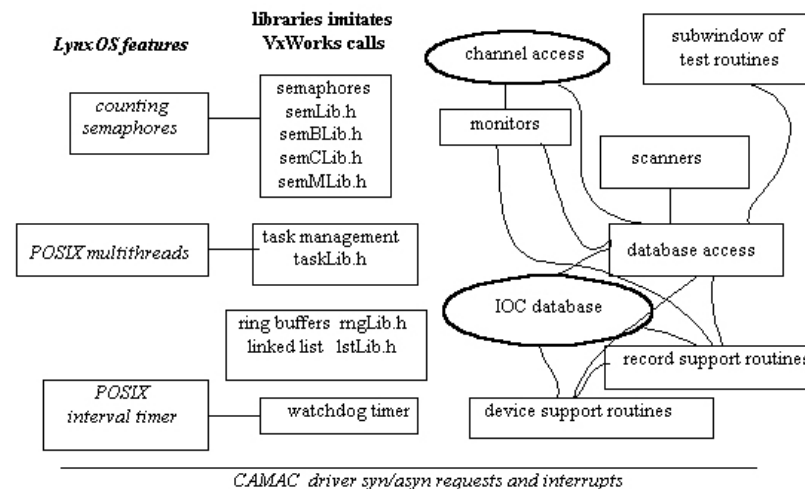 LynxOS features
libraries imitates
VxWorks calls
counting
semaphores
semaphores
semLib.h
semBLib.h
semCLib.h
semMLib.h
POSIX multithreads
task management
taskLib.h
ring buffers rngLib.h
linked list lstLib.h
POSIX
interval timer
watchdog timer
channel access
subwindow of
test routines
monitors
scanners
database access
IOC database
record support routines
device support routines
CAMAC driver syn/asyn requests and interrupts